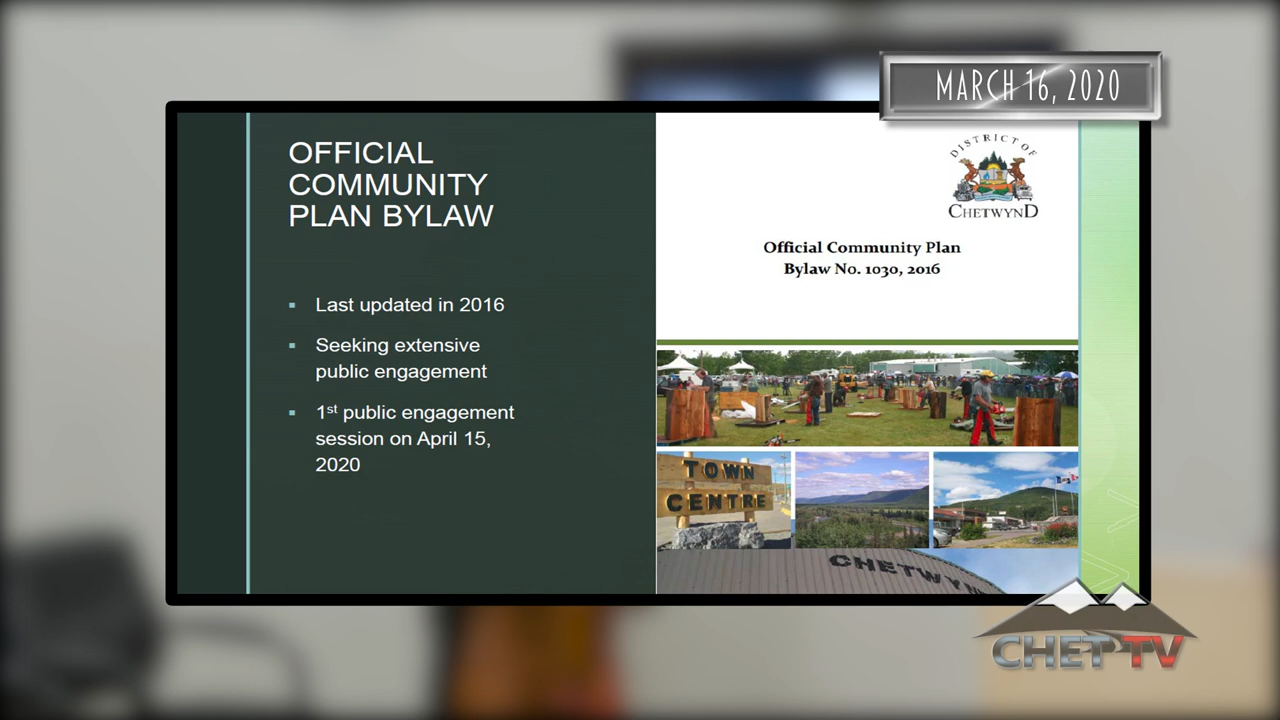 MARCH 16, 2020
OFFICIAL
COMMUNITY
PLAN BYLAW
▪ Last updated in 2016
▪ Seeking extensive
public engagement
▪ 1st public engagement
session on April 15,
2020
DISTRICT OF
CHETWYND
Official Community Plan
Bylaw No. 1030, 2016
TOWN
CENTRE
CHETWYN
CHET TV